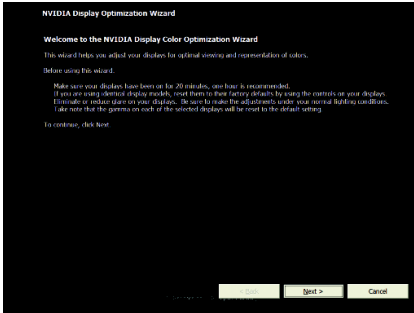 NVIDIA Display Optimization Wizard
Welcome to the NVIDIA Display Color Optimization Wizard
This wizard helps you adjust your displays for optimal viewing and representation of colors.
Before using this wizard.
Make sure your displays have been on for 20 minutes, one hour is recommended.
If you are using identical display models, reset them to their factory defaults by using the controls on your displays.
Eliminate or reduce glare on your displays. Be sure to make the adjustments under your normal lighting conditions.
Take note that the gamma on each of the selected displays will be reset to the default setting.
To continue, click Next.
< Back Next > Cancel